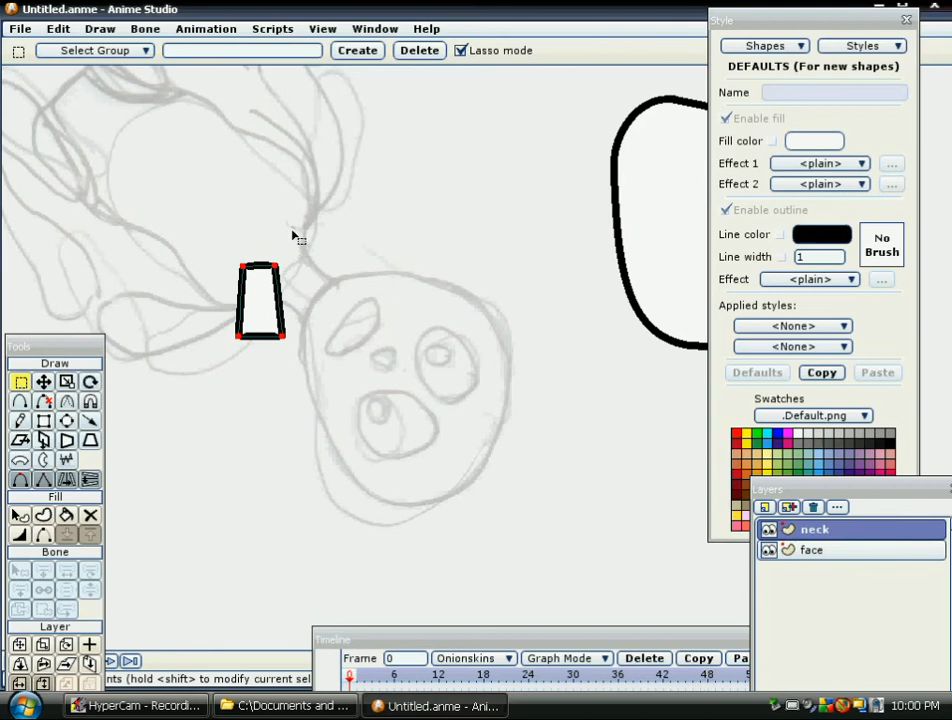 Untitled.anme - Anime Studio
File Edit Draw Bone Animation Scripts View Window Help
Select Group Create Delete Lasso mode
Style
Shapes Styles
DEFAULTS (For new shapes)
Name
Enable fill
Fill color
Effect 1 <plain> ...
Effect 2 <plain> ...
Enable outline
Line color
No Brush
Line width 1
Effect <plain> ...
Applied styles:
<None>
<None>
Defaults Copy Paste
Swatches
.Default.png
Tools
Draw
Fill
Bone
Layer
Layers
...
neck
face
Timeline
Frame 0 Onionskins Graph Mode Delete Copy Pa
0 6 12 18 24 30 36 42 48
nts (hold <shift> to modify current sel
HyperCam - Recordi... C:\Documents and ... Untitled.anme - Ani... 10:00 PM